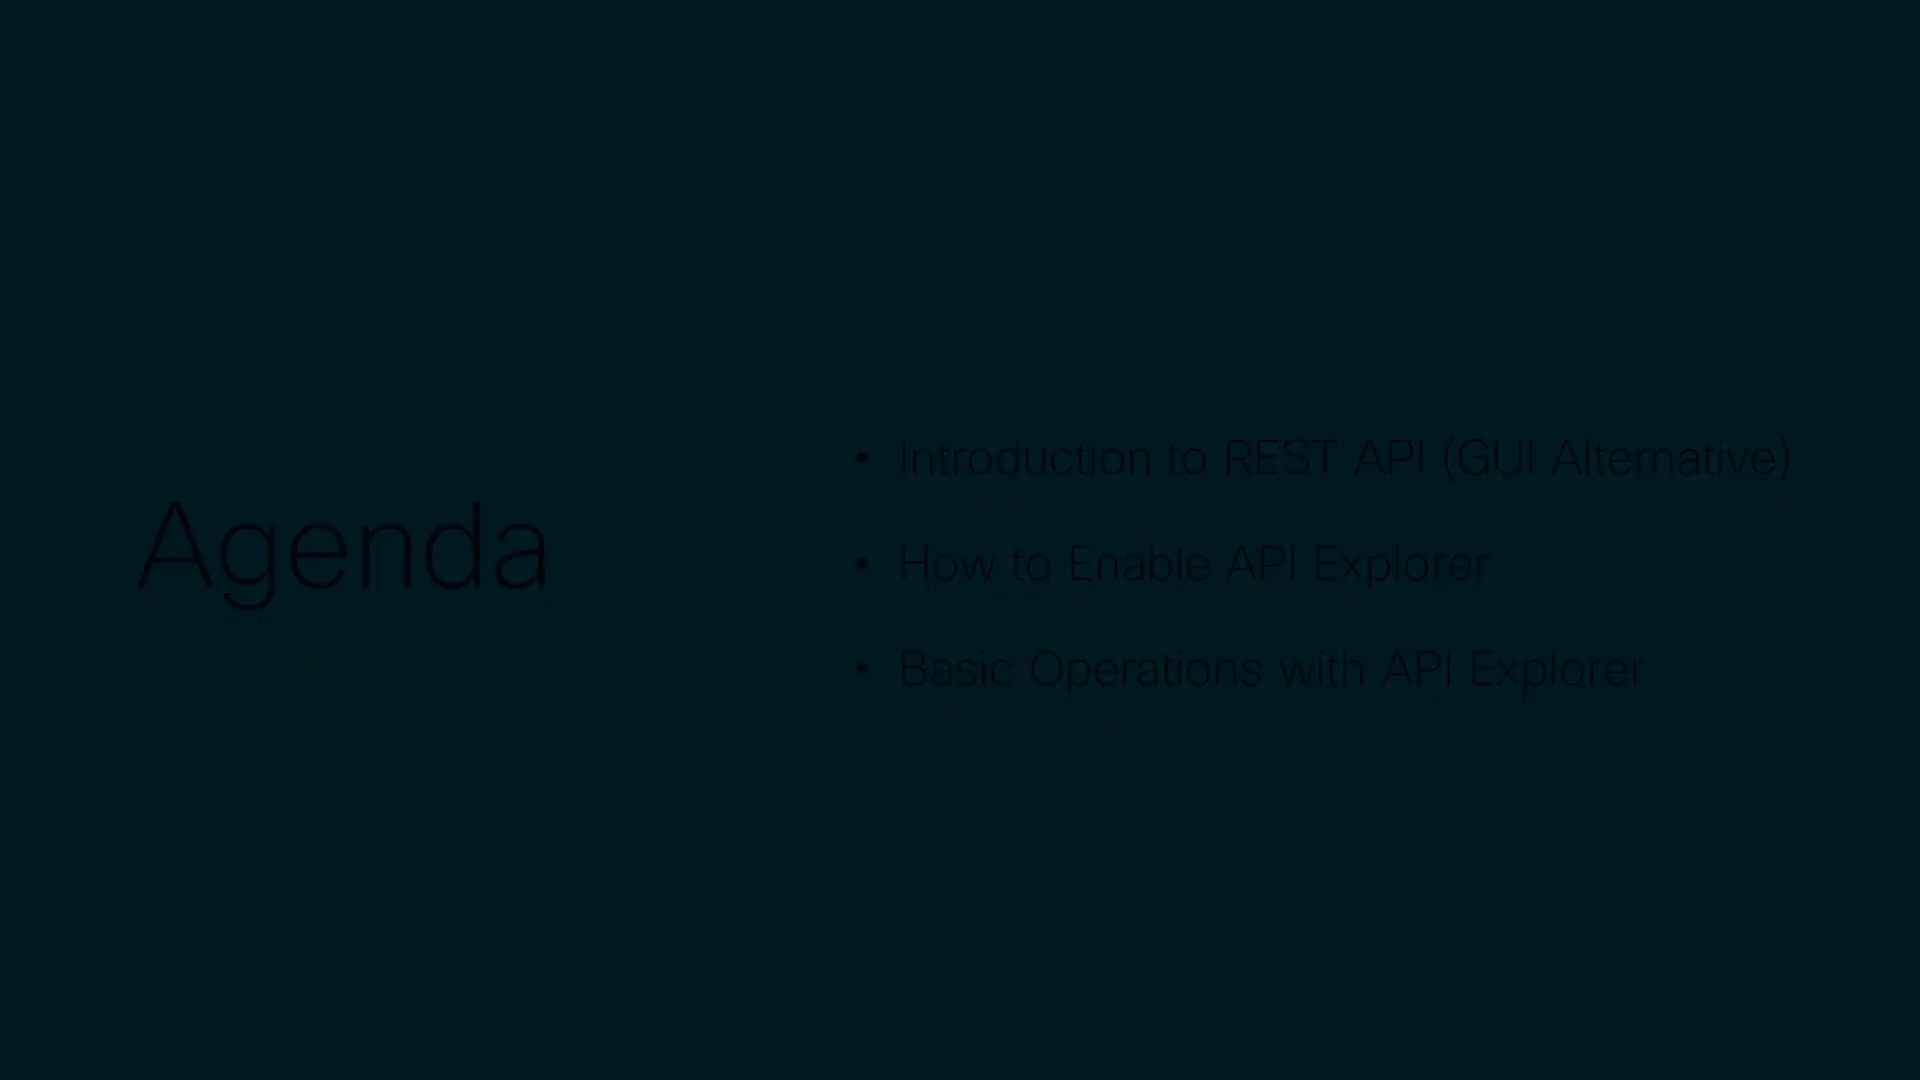 Agenda
• Introduction to REST API (GUI Alternative)
• How to Enable API Explorer
• Basic Operations with API Explorer